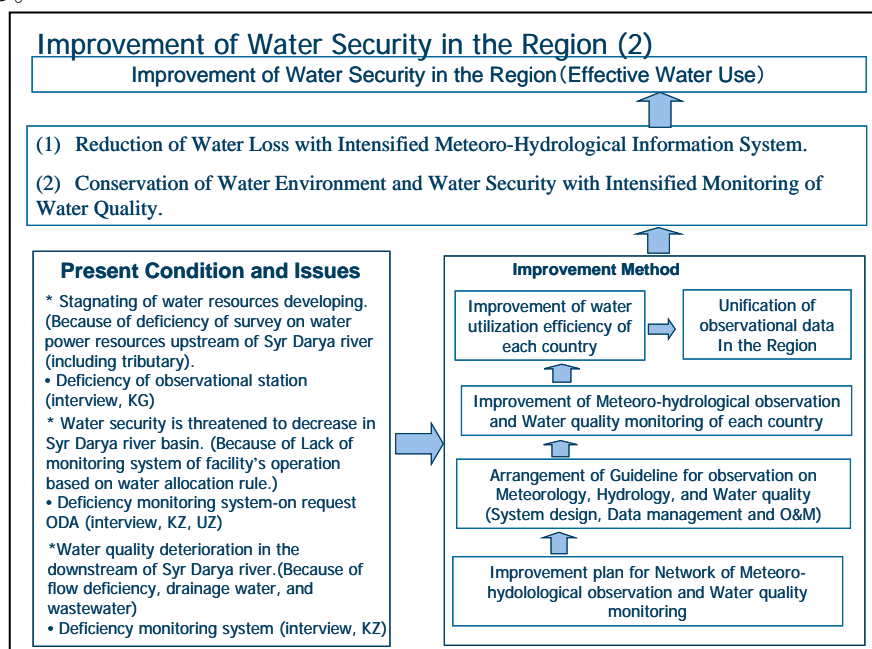 Improvement of Water Security in the Region (2)
Improvement of Water Security in the Region（Effective Water Use）
(1) Reduction of Water Loss with Intensified Meteoro-Hydrological Information System.
(2) Conservation of Water Environment and Water Security with Intensified Monitoring of
Water Quality.
Present Condition and Issues
* Stagnating of water resources developing.
(Because of deficiency of survey on water
power resources upstream of Syr Darya river
(including tributary).
• Deficiency of observational station
(interview, KG)
* Water security is threatened to decrease in
Syr Darya river basin. (Because of Lack of
monitoring system of facility’s operation
based on water allocation rule.)
• Deficiency monitoring system-on request
ODA (interview, KZ, UZ)
*Water quality deterioration in the
downstream of Syr Darya river.(Because of
flow deficiency, drainage water, and
wastewater)
• Deficiency monitoring system (interview, KZ)
Improvement Method
Improvement of water
utilization efficiency of
each country
Unification of
observational data
In the Region
Improvement of Meteoro-hydrological observation
and Water quality monitoring of each country
Arrangement of Guideline for observation on
Meteorology, Hydrology, and Water quality
(System design, Data management and O&M)
Improvement plan for Network of Meteoro-
hydolological observation and Water quality
monitoring